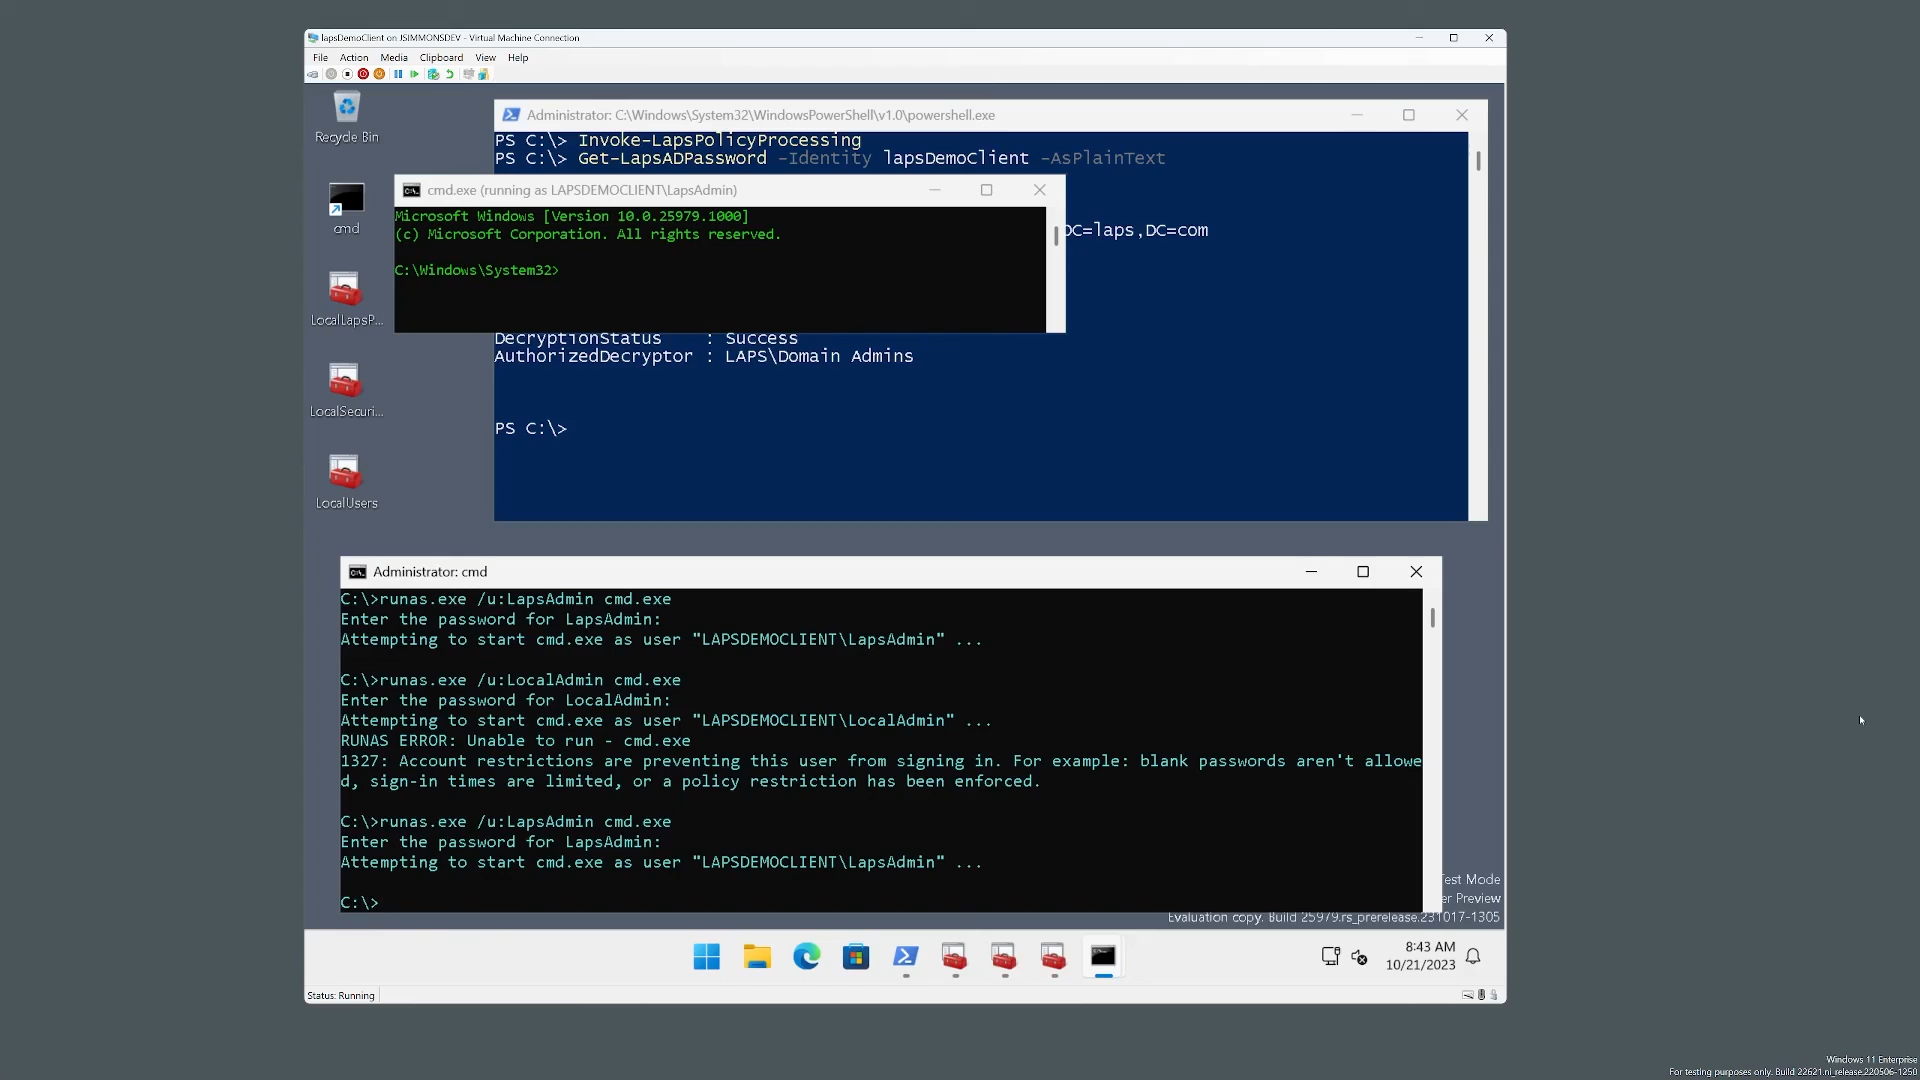 lapsDemoClient on JSIMMONSDEV - Virtual Machine Connection
File Action Media Clipboard View Help
Recycle Bin
cmd
LocalLapsP...
LocalSecuri...
LocalUsers
Administrator: C:\Windows\System32\WindowsPowerShell\v1.0\powershell.exe
PS C:\> Invoke-LapsPolicyProcessing
PS C:\> Get-LapsADPassword -Identity lapsDemoClient -AsPlainText
DC=laps,DC=com
cmd.exe (running as LAPSDEMOCLIENT\LapsAdmin)
Microsoft Windows [Version 10.0.25979.1000]
(c) Microsoft Corporation. All rights reserved.
C:\Windows\System32>
DecryptionStatus : Success
AuthorizedDecryptor : LAPS\Domain Admins
PS C:\>
Administrator: cmd
C:\>runas.exe /u:LapsAdmin cmd.exe
Enter the password for LapsAdmin:
Attempting to start cmd.exe as user "LAPSDEMOCLIENT\LapsAdmin" ...
C:\>runas.exe /u:LocalAdmin cmd.exe
Enter the password for LocalAdmin:
Attempting to start cmd.exe as user "LAPSDEMOCLIENT\LocalAdmin" ...
RUNAS ERROR: Unable to run - cmd.exe
1327: Account restrictions are preventing this user from signing in. For example: blank passwords aren't allowe
d, sign-in times are limited, or a policy restriction has been enforced.
C:\>runas.exe /u:LapsAdmin cmd.exe
Enter the password for LapsAdmin:
Attempting to start cmd.exe as user "LAPSDEMOCLIENT\LapsAdmin" ...
C:\>
Test Mode
er Preview
Evaluation copy. Build 25979.rs_prerelease.231017-1305
8:43 AM
10/21/2023
Status: Running
Windows 11 Enterprise
For testing purposes only. Build 22621.ni_release.220506-1250